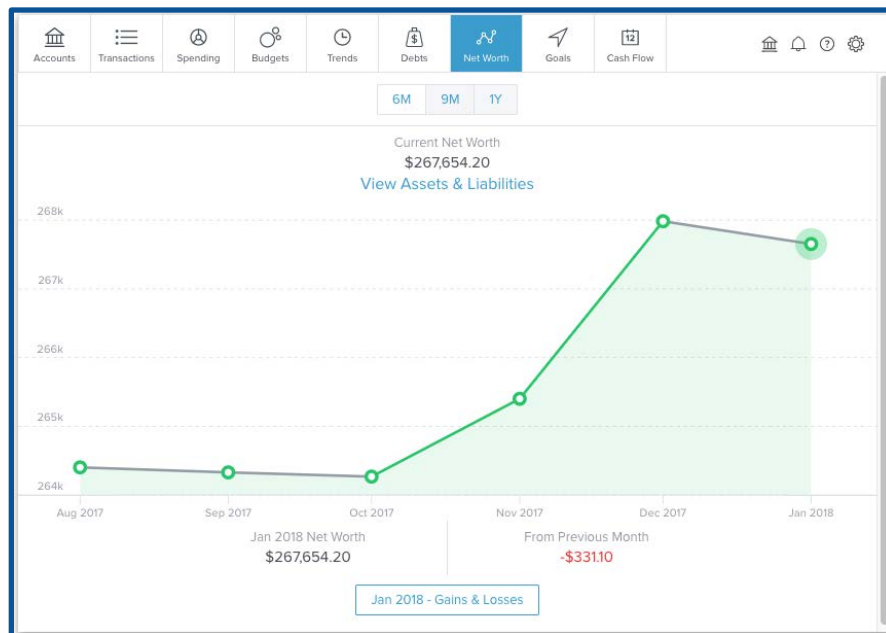 Accounts Transactions Spending Budgets Trends Debts Net Worth Goals 12 Cash Flow
6M 9M 1Y
Current Net Worth
$267,654.20
View Assets & Liabilities
268k
267k
266k
265k
264k
Aug 2017 Sep 2017 Oct 2017 Nov 2017 Dec 2017 Jan 2018
Jan 2018 Net Worth From Previous Month
$267,654.20 -$331.10
Jan 2018 - Gains & Losses